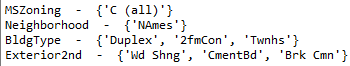 MSZoning  -  {'C (all)'}
Neighborhood  -  {'NAmes'}
BldgType  -  {'Duplex', '2fmCon', 'Twnhs'}
Exterior2nd  -  {'Wd Shng', 'CmentBd', 'Brk Cmn'}